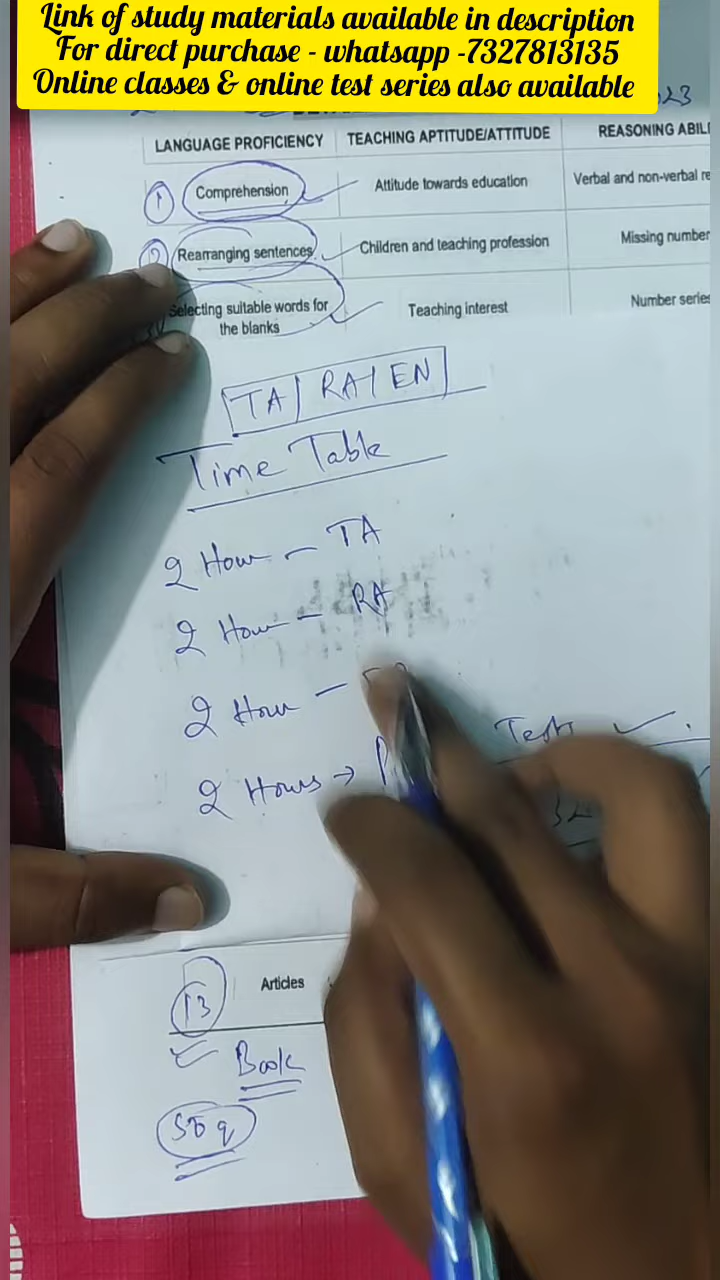 Link of study materials available in description
For direct purchase - whatsapp -7327813135
Online classes & online test series also available
LANGUAGE PROFICIENCY TEACHING APTITUDE/ATTITUDE REASONING ABIL
1 Comprehension Attitude towards education Verbal and non-verbal re
2 Rearranging sentences Children and teaching profession Missing number
Selecting suitable words for the blanks Teaching interest Number series
TA | RA | EN
Time Table
2 Hour - TA
2 Hour - RA
2 Hour -
Test
2 Hours →
13 Articles
Book